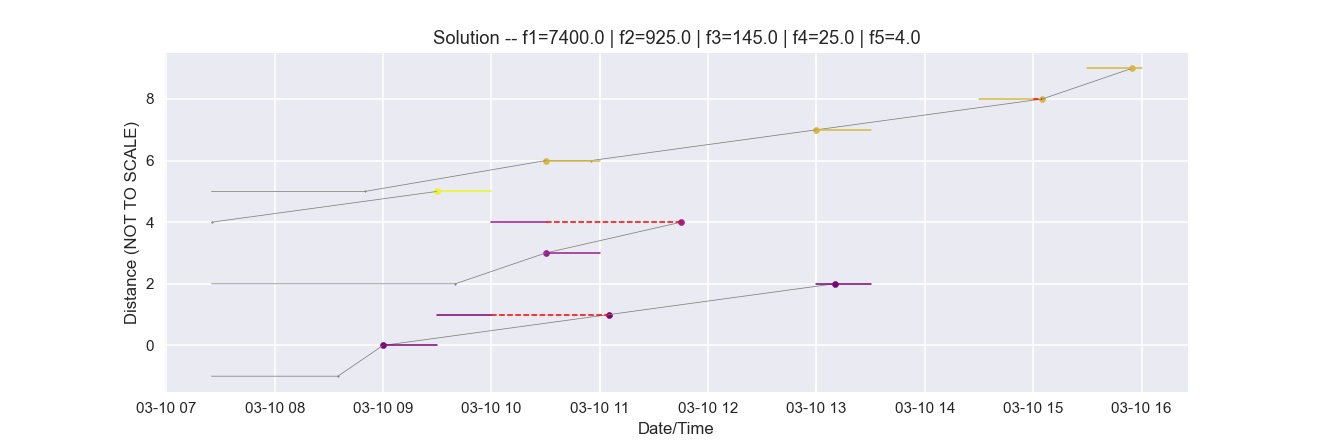 Solution -- f1=7400.0 | f2=925.0 | f3=145.0 | f4=25.0 | f5=4.0
Distance (NOT TO SCALE)
8
6
4
2
0
03-10 07 03-10 08 03-10 09 03-10 10 03-10 11 03-10 12 03-10 13 03-10 14 03-10 15 03-10 16
Date/Time